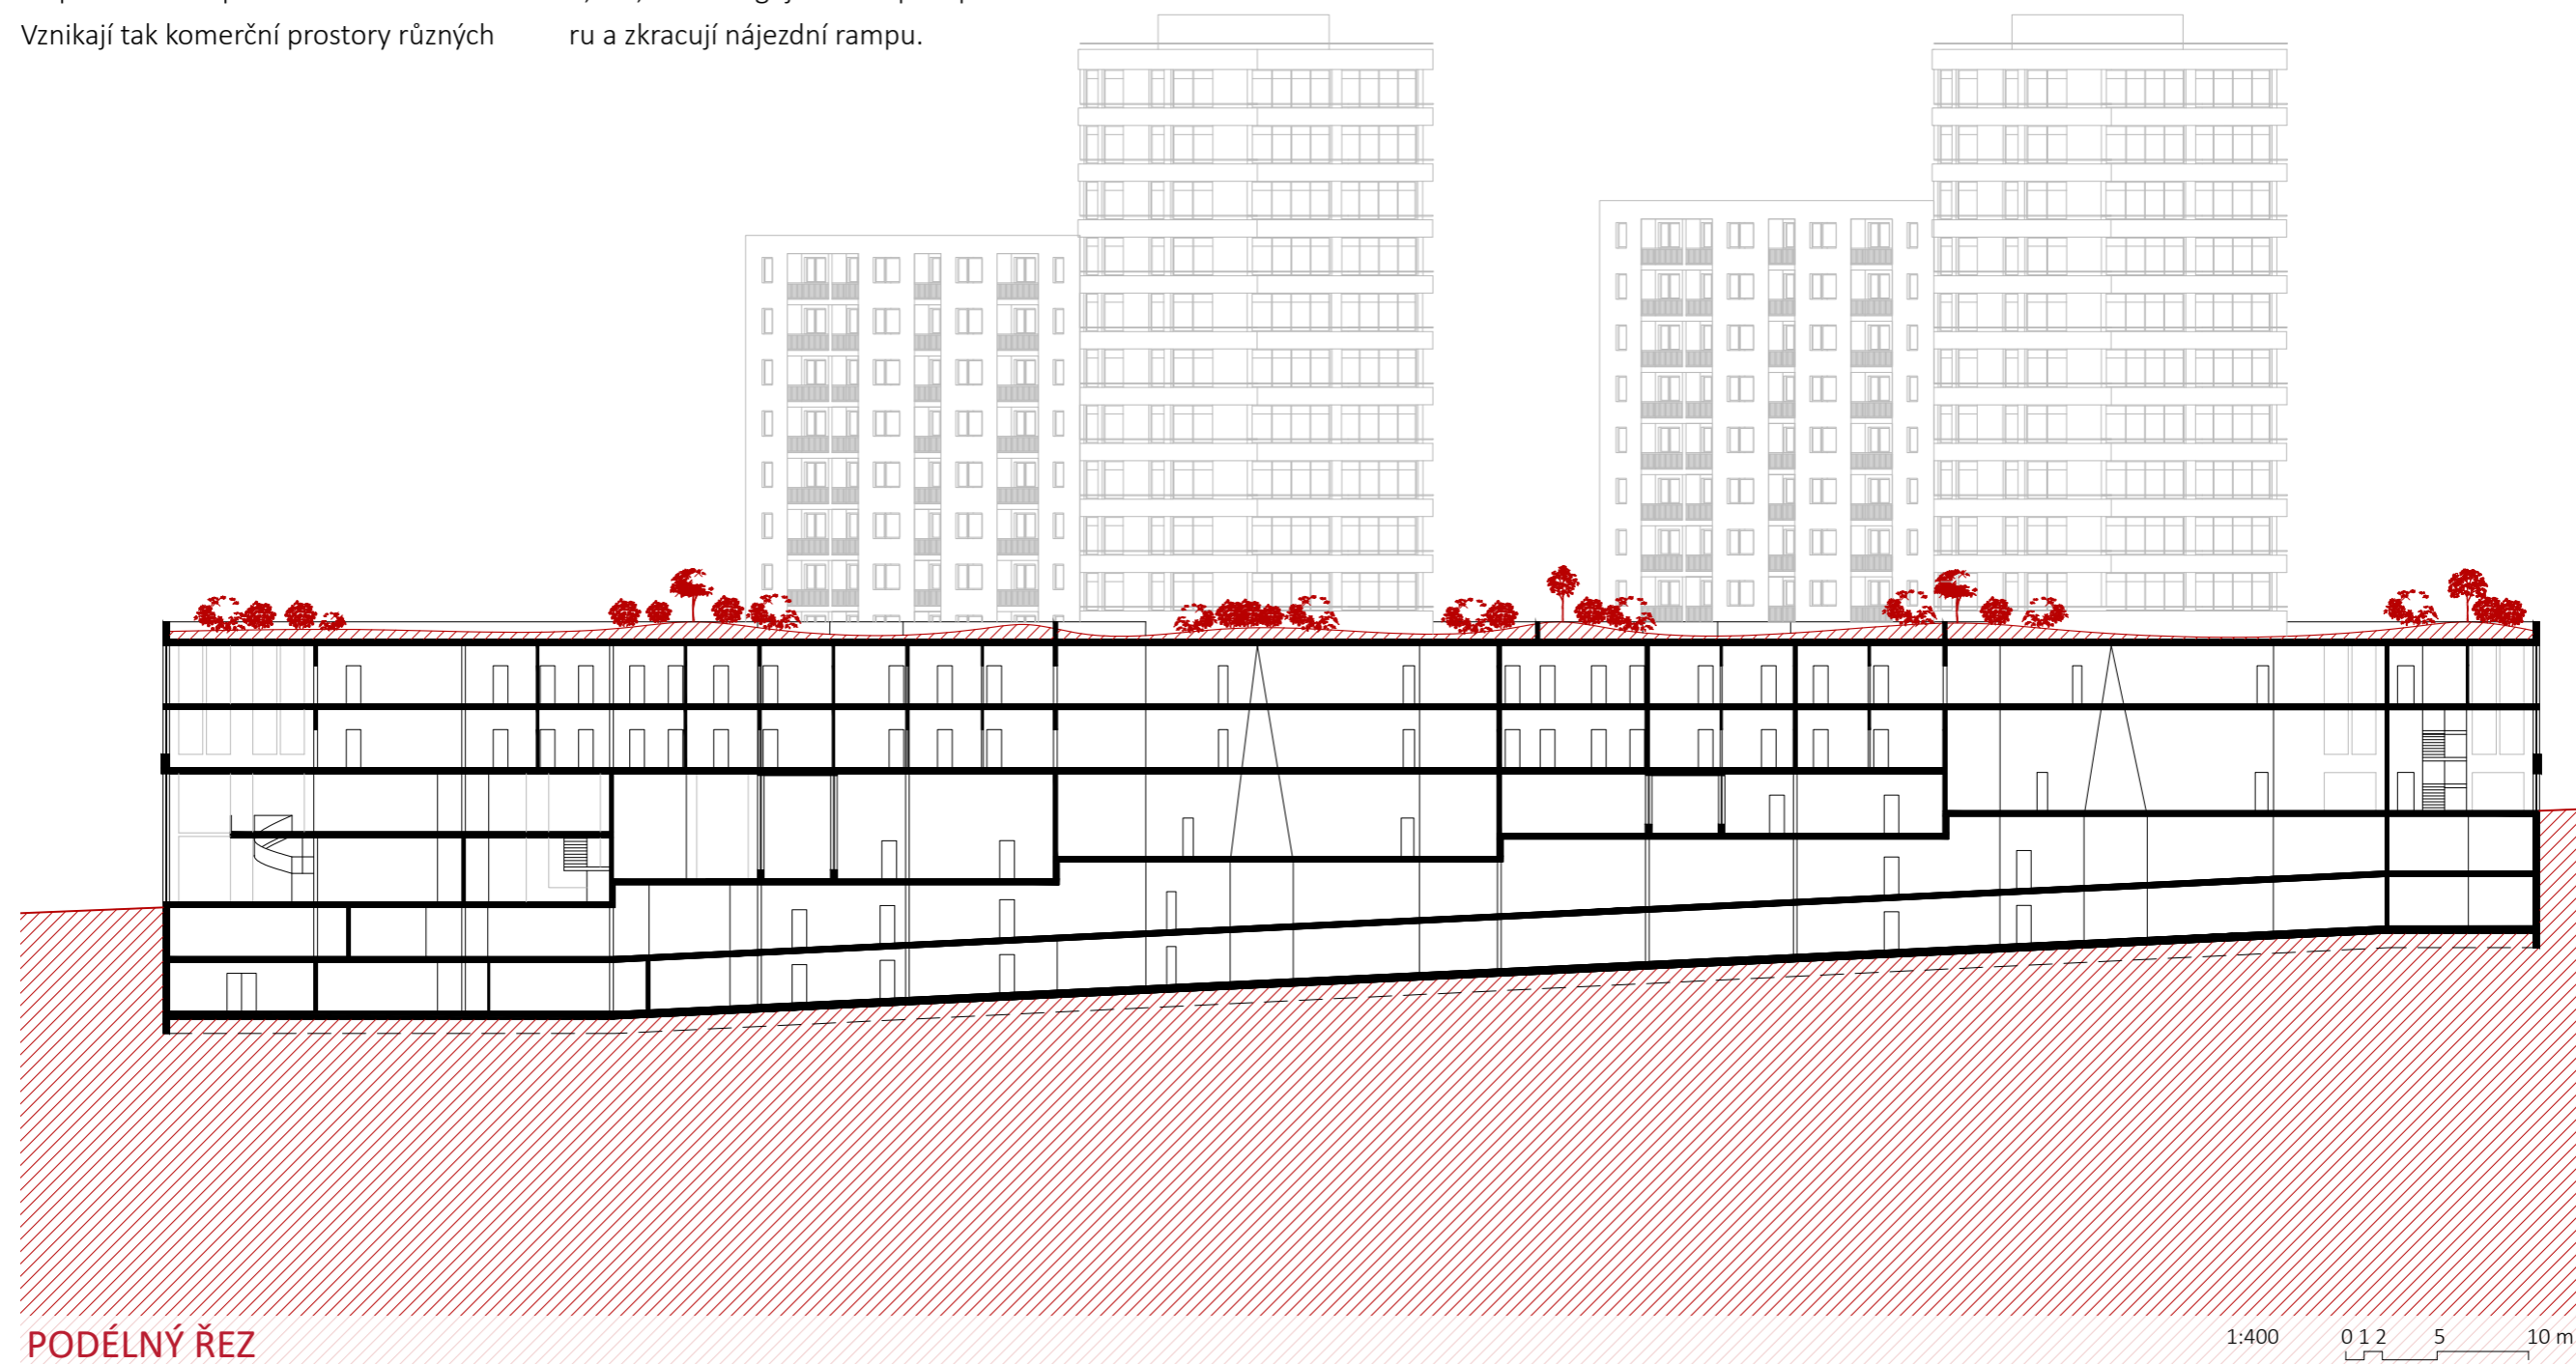 Vznikají tak komerční prostory různých
ru a zkracují nájezdní rampu.
PODÉLNÝ ŘEZ
1:400
0 1 2 5 10 m